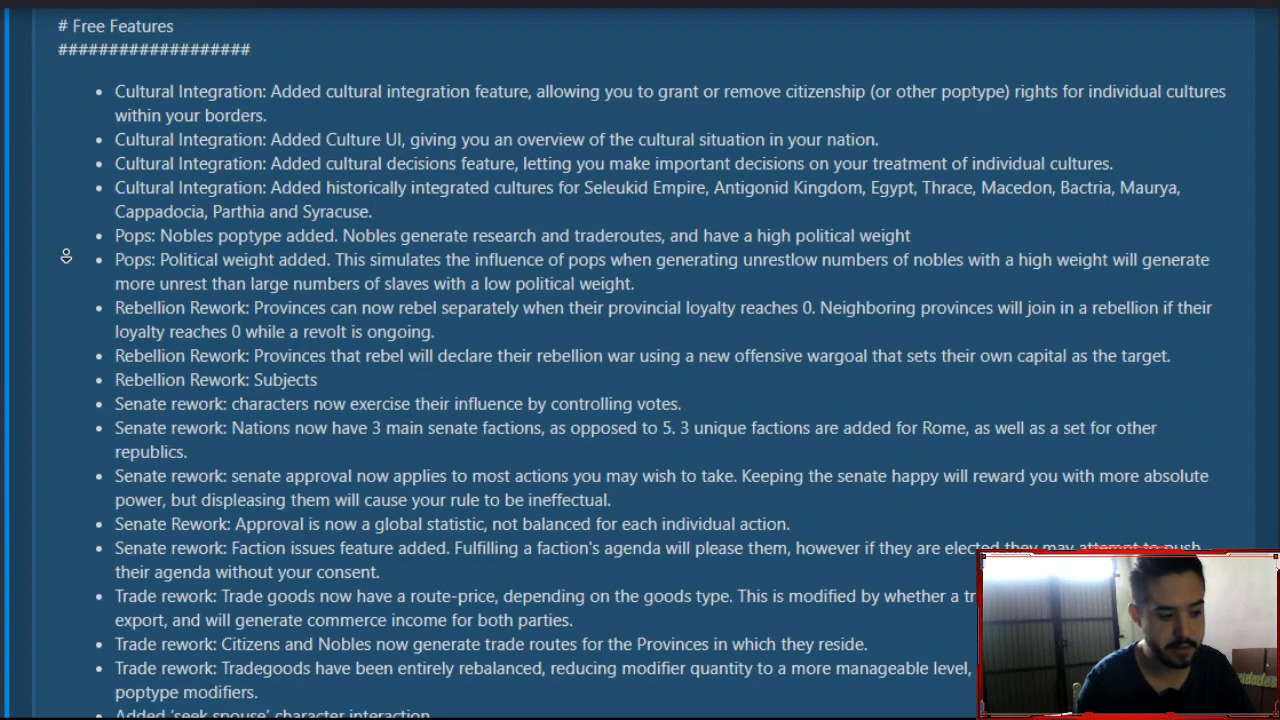 # Free Features
###################
Cultural Integration: Added cultural integration feature, allowing you to grant or remove citizenship (or other poptype) rights for individual cultures
within your borders.
Cultural Integration: Added Culture UI, giving you an overview of the cultural situation in your nation.
Cultural Integration: Added cultural decisions feature, letting you make important decisions on your treatment of individual cultures.
Cultural Integration: Added historically integrated cultures for Seleukid Empire, Antigonid Kingdom, Egypt, Thrace, Macedon, Bactria, Maurya,
Cappadocia, Parthia and Syracuse.
Pops: Nobles poptype added. Nobles generate research and traderoutes, and have a high political weight
Pops: Political weight added. This simulates the influence of pops when generating unrestlow numbers of nobles with a high weight will generate
more unrest than large numbers of slaves with a low political weight.
Rebellion Rework: Provinces can now rebel separately when their provincial loyalty reaches 0. Neighboring provinces will join in a rebellion if their
loyalty reaches 0 while a revolt is ongoing.
Rebellion Rework: Provinces that rebel will declare their rebellion war using a new offensive wargoal that sets their own capital as the target.
Rebellion Rework: Subjects
Senate rework: characters now exercise their influence by controlling votes.
Senate rework: Nations now have 3 main senate factions, as opposed to 5. 3 unique factions are added for Rome, as well as a set for other
republics.
Senate rework: senate approval now applies to most actions you may wish to take. Keeping the senate happy will reward you with more absolute
power, but displeasing them will cause your rule to be ineffectual.
Senate Rework: Approval is now a global statistic, not balanced for each individual action.
Senate rework: Faction issues feature added. Fulfilling a faction's agenda will please them, however if they are elected they may attempt to push
their agenda without your consent.
Trade rework: Trade goods now have a route-price, depending on the goods type. This is modified by whether a
export, and will generate commerce income for both parties.
Trade rework: Citizens and Nobles now generate trade routes for the Provinces in which they reside.
Trade rework: Tradegoods have been entirely rebalanced, reducing modifier quantity to a more manageable level,
poptype modifiers.
Added 'seek spouse' character interaction